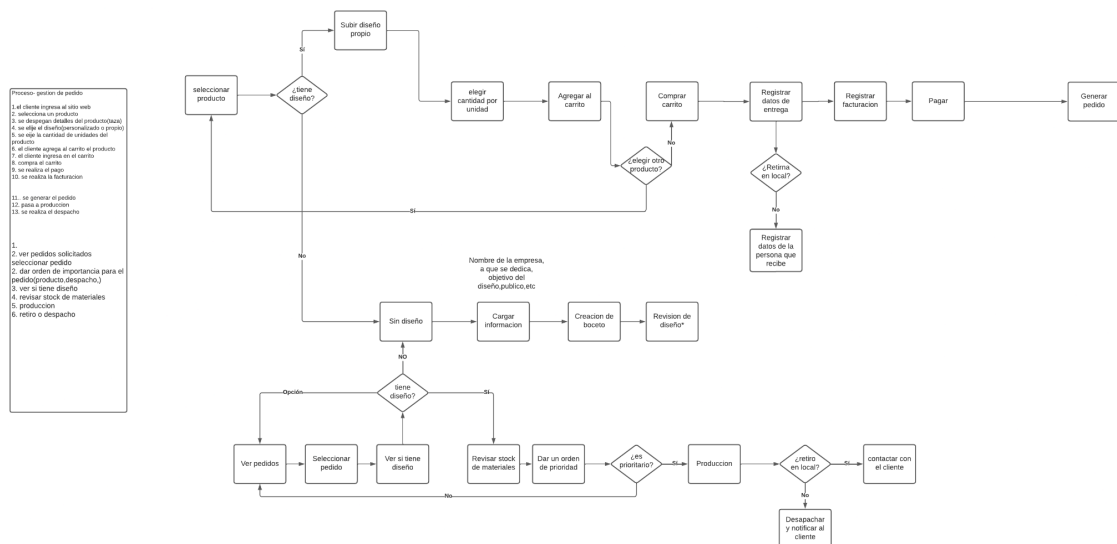 Proceso- gestion de pedido
1.el cliente ingresa al sitio web
2. selecciona un producto
3. se despegan detalles del producto(taza)
4. se elije el diseño(personalizado o propio)
5. se eije la cantidad de unidades del
producto
6. el cliente agrega al carrito el producto
7. el cliente ingresa en el carrito
8. compra el carrito
9. se realiza el pago
10. se realiza la facturacion
11.. se generar el pedido
12. pasa a produccion
13. se realiza el despacho
1.
2. ver pedidos solicitados
seleccionar pedido
2. dar orden de importancia para el
pedido(producto,despacho,)
3. ver si tiene diseño
4. revisar stock de materiales
5. produccion
6. retiro o despacho
seleccionar
producto
¿tiene
diseño?
Sí
Subir diseño
propio
elegir
cantidad por
unidad
Agregar al
carrito
¿elegir otro
producto?
No
Sí
Comprar
carrito
Registrar
datos de
entrega
Registrar
facturacion
Pagar
Generar
pedido
¿Retirna
en local?
No
Registrar
datos de la
persona que
recibe
No
Nombre de la empresa,
a que se dedica,
objetivo del
diseño,publico,etc
Sin diseño
Cargar
informacion
Creacion de
boceto
Revision de
diseño*
NO
tiene
diseño?
Opción
Sí
Ver pedidos
Seleccionar
pedido
Ver si tiene
diseño
Revisar stock
de materiales
Dar un orden
de prioridad
¿es
prioritario?
Sí
No
Produccion
¿retiro
en local?
Sí
contactar con
el cliente
No
Desapachar
y notificar al
cliente